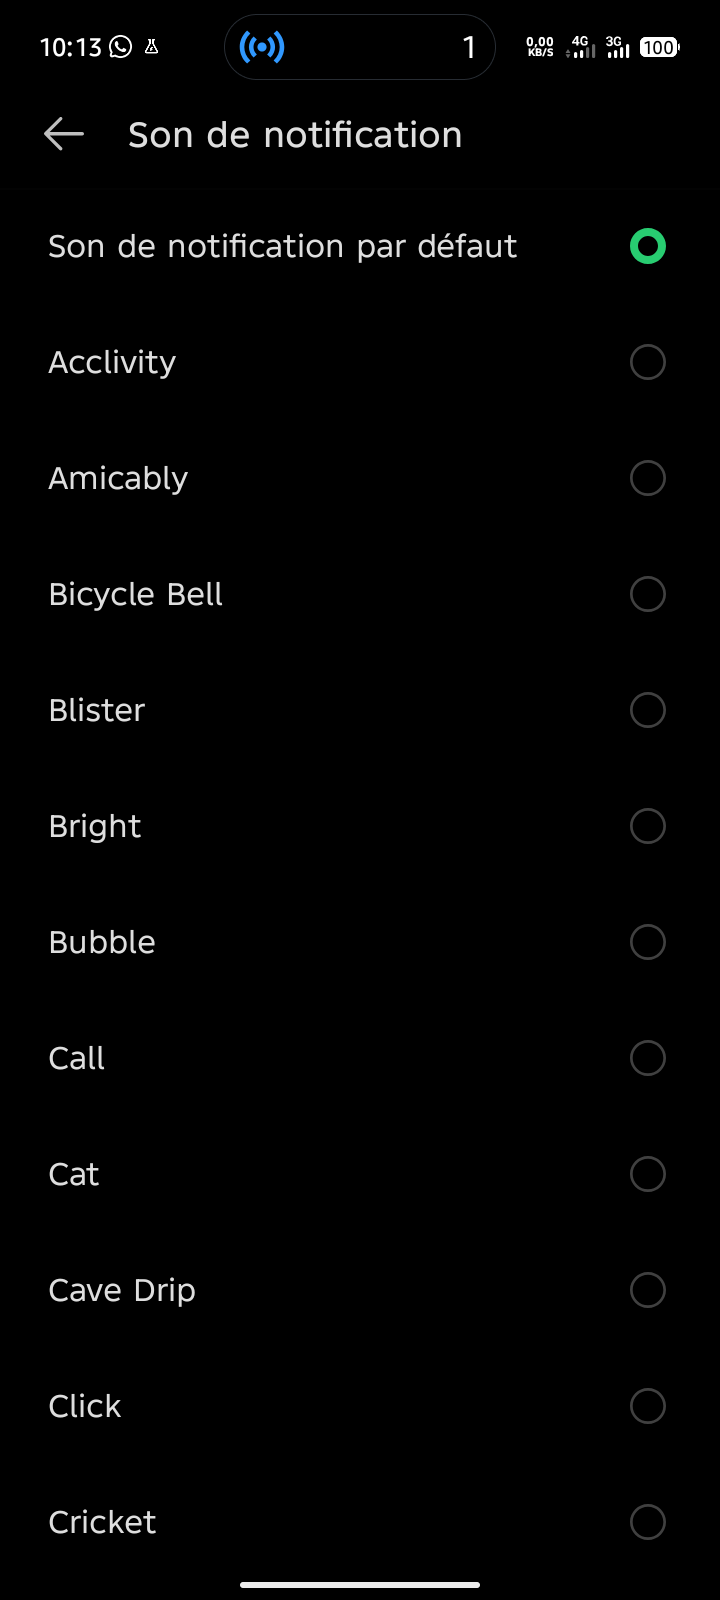 10:13
1
0,00
KB/S
4G
3G
100
Son de notification
Son de notification par défaut
Acclivity
Amicably
Bicycle Bell
Blister
Bright
Bubble
Call
Cat
Cave Drip
Click
Cricket